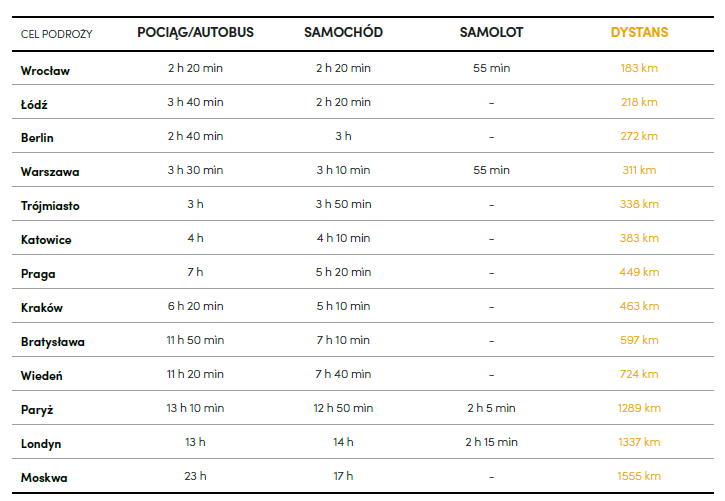 CEL PODROŻY POCIĄG/AUTOBUS SAMOCHÓD SAMOLOT DYSTANS
Wrocław 2 h 20 min 2 h 20 min 55 min 183 km
Łódź 3 h 40 min 2 h 20 min – 218 km
Berlin 2 h 40 min 3 h – 272 km
Warszawa 3 h 30 min 3 h 10 min 55 min 311 km
Trójmiasto 3 h 3 h 50 min – 338 km
Katowice 4 h 4 h 10 min – 383 km
Praga 7 h 5 h 20 min – 449 km
Kraków 6 h 20 min 5 h 10 min – 463 km
Bratysława 11 h 50 min 7 h 10 min – 597 km
Wiedeń 11 h 20 min 7 h 40 min – 724 km
Paryż 13 h 10 min 12 h 50 min 2 h 5 min 1289 km
Londyn 13 h 14 h 2 h 15 min 1337 km
Moskwa 23 h 17 h – 1555 km